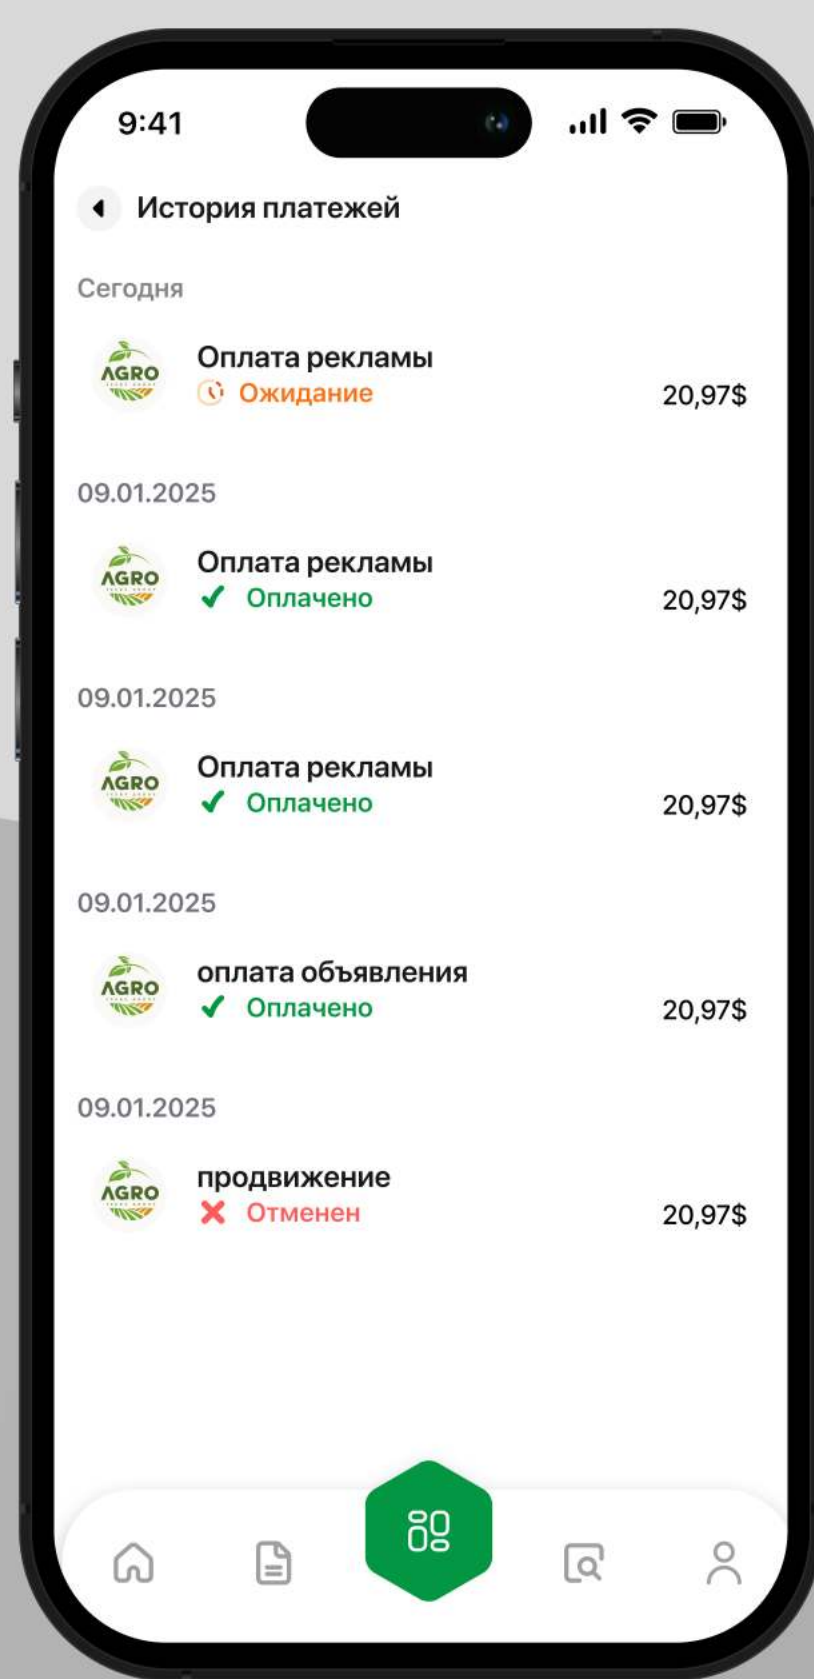 9:41
История платежей
Сегодня
AGRO
Оплата рекламы
Ожидание
20,97$
09.01.2025
AGRO
Оплата рекламы
Оплачено
20,97$
09.01.2025
AGRO
Оплата рекламы
Оплачено
20,97$
09.01.2025
AGRO
оплата объявления
Оплачено
20,97$
09.01.2025
AGRO
продвижение
Отменен
20,97$